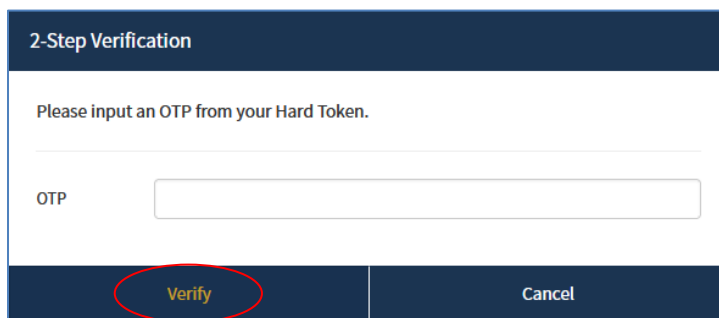 2-Step Verification
Please input an OTP from your Hard Token.
OTP
Verify Cancel